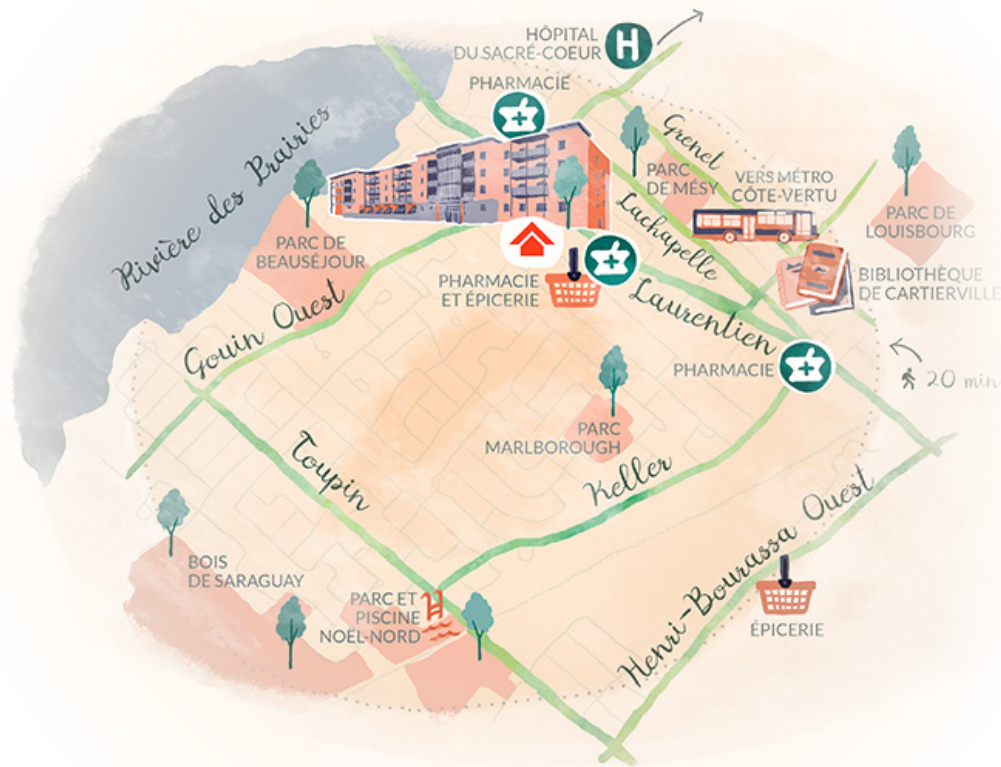 HÔPITAL
DU SACRÉ-COEUR
H
PHARMACIE
Grenet
Rivière des Prairies
PARC
DE MÉSY
VERS MÉTRO
CÔTE-VERTU
Lachapelle
PARC DE
LOUISBOURG
PARC DE
BEAUSÉJOUR
PHARMACIE
ET ÉPICERIE
BIBLIOTHÈQUE
DE CARTIERVILLE
Laurentien
Gouin Ouest
PHARMACIE
20 min
PARC
MARLBOROUGH
Toupin
Keller
Henri-Bourassa Ouest
BOIS
DE SARAGUAY
PARC ET
PISCINE
NOËL-NORD
ÉPICERIE